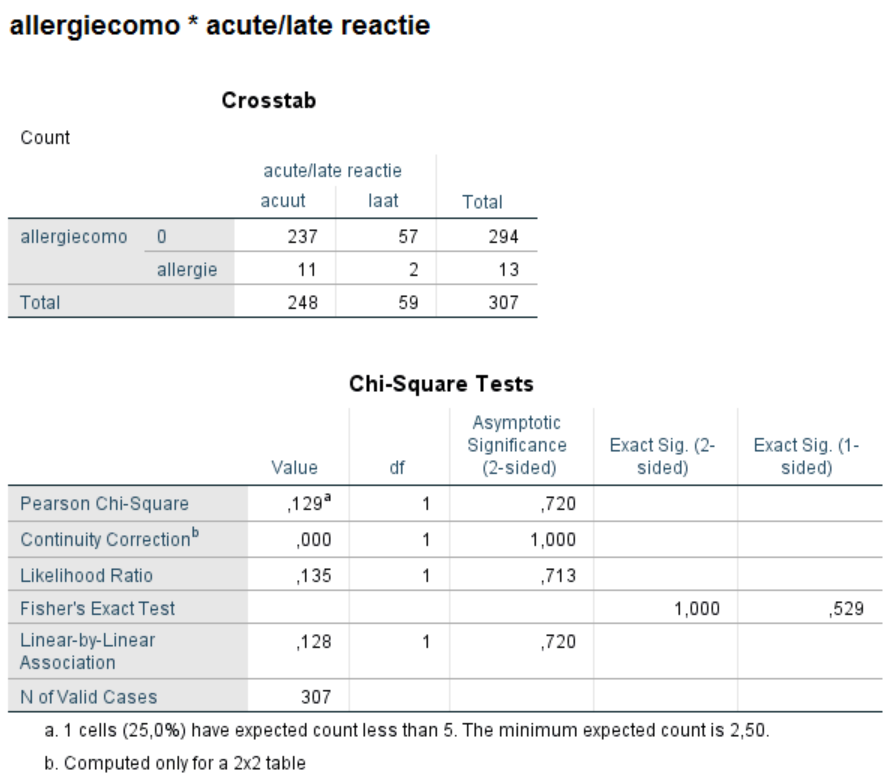 allergiecomo * acute/late reactie
Crosstab
Count
acute/late reactie
acuut laat Total
allergiecomo 0 237 57 294
allergie 11 2 13
Total 248 59 307
Chi-Square Tests
Value df Asymptotic Significance (2-sided) Exact Sig. (2-sided) Exact Sig. (1-sided)
Pearson Chi-Square ,129a 1 ,720
Continuity Correctionb ,000 1 1,000
Likelihood Ratio ,135 1 ,713
Fisher's Exact Test 1,000 ,529
Linear-by-Linear Association ,128 1 ,720
N of Valid Cases 307
a. 1 cells (25,0%) have expected count less than 5. The minimum expected count is 2,50.
b. Computed only for a 2x2 table